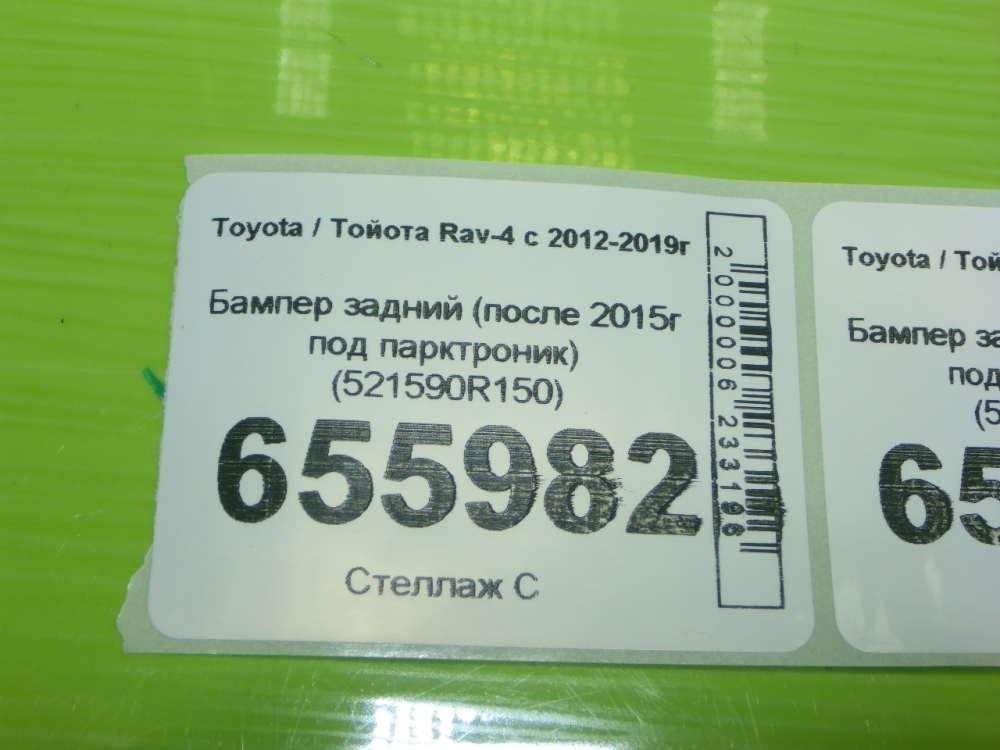 Toyota / Тойота Rav-4 с 2012-2019г
Бампер задний (после 2015г
под парктроник)
(521590R150)
655982
Стеллаж С
2000006233196
Toyota / Той
Бампер за
под
(5
65